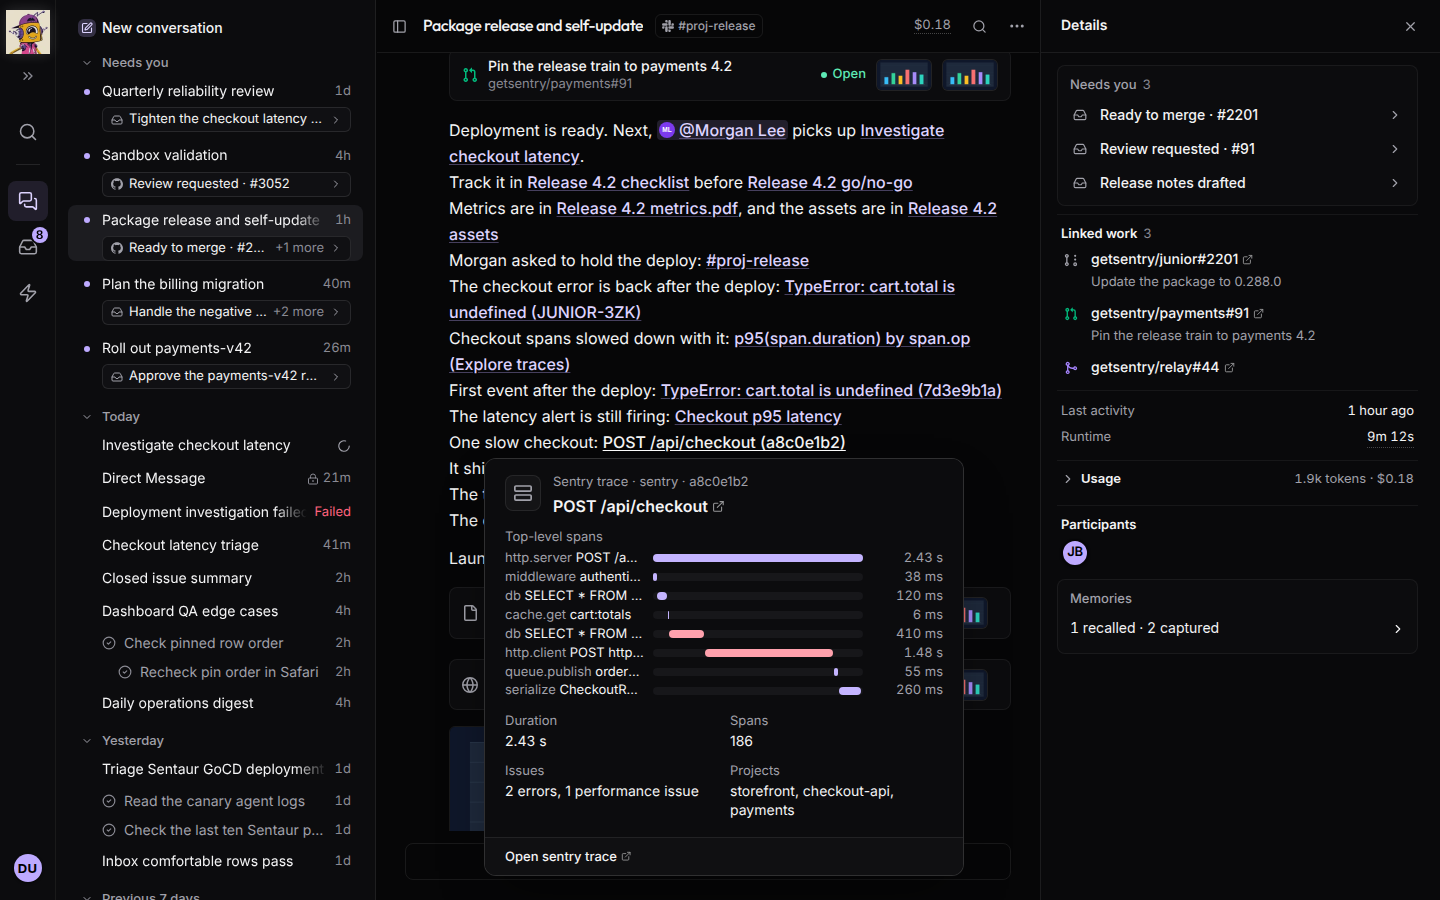 New conversation
Needs you
Quarterly reliability review 1d
Tighten the checkout latency ...
Sandbox validation 4h
Review requested · #3052
Package release and self-update 1h
Ready to merge · #2... +1 more
8
Plan the billing migration 40m
Handle the negative ... +2 more
Roll out payments-v42 26m
Approve the payments-v42 r...
Today
Investigate checkout latency
Direct Message 21m
Deployment investigation failed Failed
Checkout latency triage 41m
Closed issue summary 2h
Dashboard QA edge cases 4h
Check pinned row order 2h
Recheck pin order in Safari 2h
Daily operations digest 4h
Yesterday
Triage Sentaur GoCD deployment 1d
Read the canary agent logs 1d
Check the last ten Sentaur p... 1d
Inbox comfortable rows pass 1d
Previous 7 days
DU
Package release and self-update #proj-release $0.18
Pin the release train to payments 4.2
getsentry/payments#91
Open
Deployment is ready. Next, ML @Morgan Lee picks up Investigate
checkout latency.
Track it in Release 4.2 checklist before Release 4.2 go/no-go
Metrics are in Release 4.2 metrics.pdf, and the assets are in Release 4.2
assets
Morgan asked to hold the deploy: #proj-release
The checkout error is back after the deploy: TypeError: cart.total is
undefined (JUNIOR-3ZK)
Checkout spans slowed down with it: p95(span.duration) by span.op
(Explore traces)
First event after the deploy: TypeError: cart.total is undefined (7d3e9b1a)
The latency alert is still firing: Checkout p95 latency
One slow checkout: POST /api/checkout (a8c0e1b2)
It shi
The
The
Laun
Sentry trace · sentry · a8c0e1b2
POST /api/checkout
Top-level spans
http.server POST /a... 2.43 s
middleware authenti... 38 ms
db SELECT * FROM ... 120 ms
cache.get cart:totals 6 ms
db SELECT * FROM ... 410 ms
http.client POST http... 1.48 s
queue.publish order... 55 ms
serialize CheckoutR... 260 ms
Duration Spans
2.43 s 186
Issues Projects
2 errors, 1 performance issue storefront, checkout-api,
payments
Open sentry trace
Details
Needs you 3
Ready to merge · #2201
Review requested · #91
Release notes drafted
Linked work 3
getsentry/junior#2201
Update the package to 0.288.0
getsentry/payments#91
Pin the release train to payments 4.2
getsentry/relay#44
Last activity 1 hour ago
Runtime 9m 12s
Usage 1.9k tokens · $0.18
Participants
JB
Memories
1 recalled · 2 captured